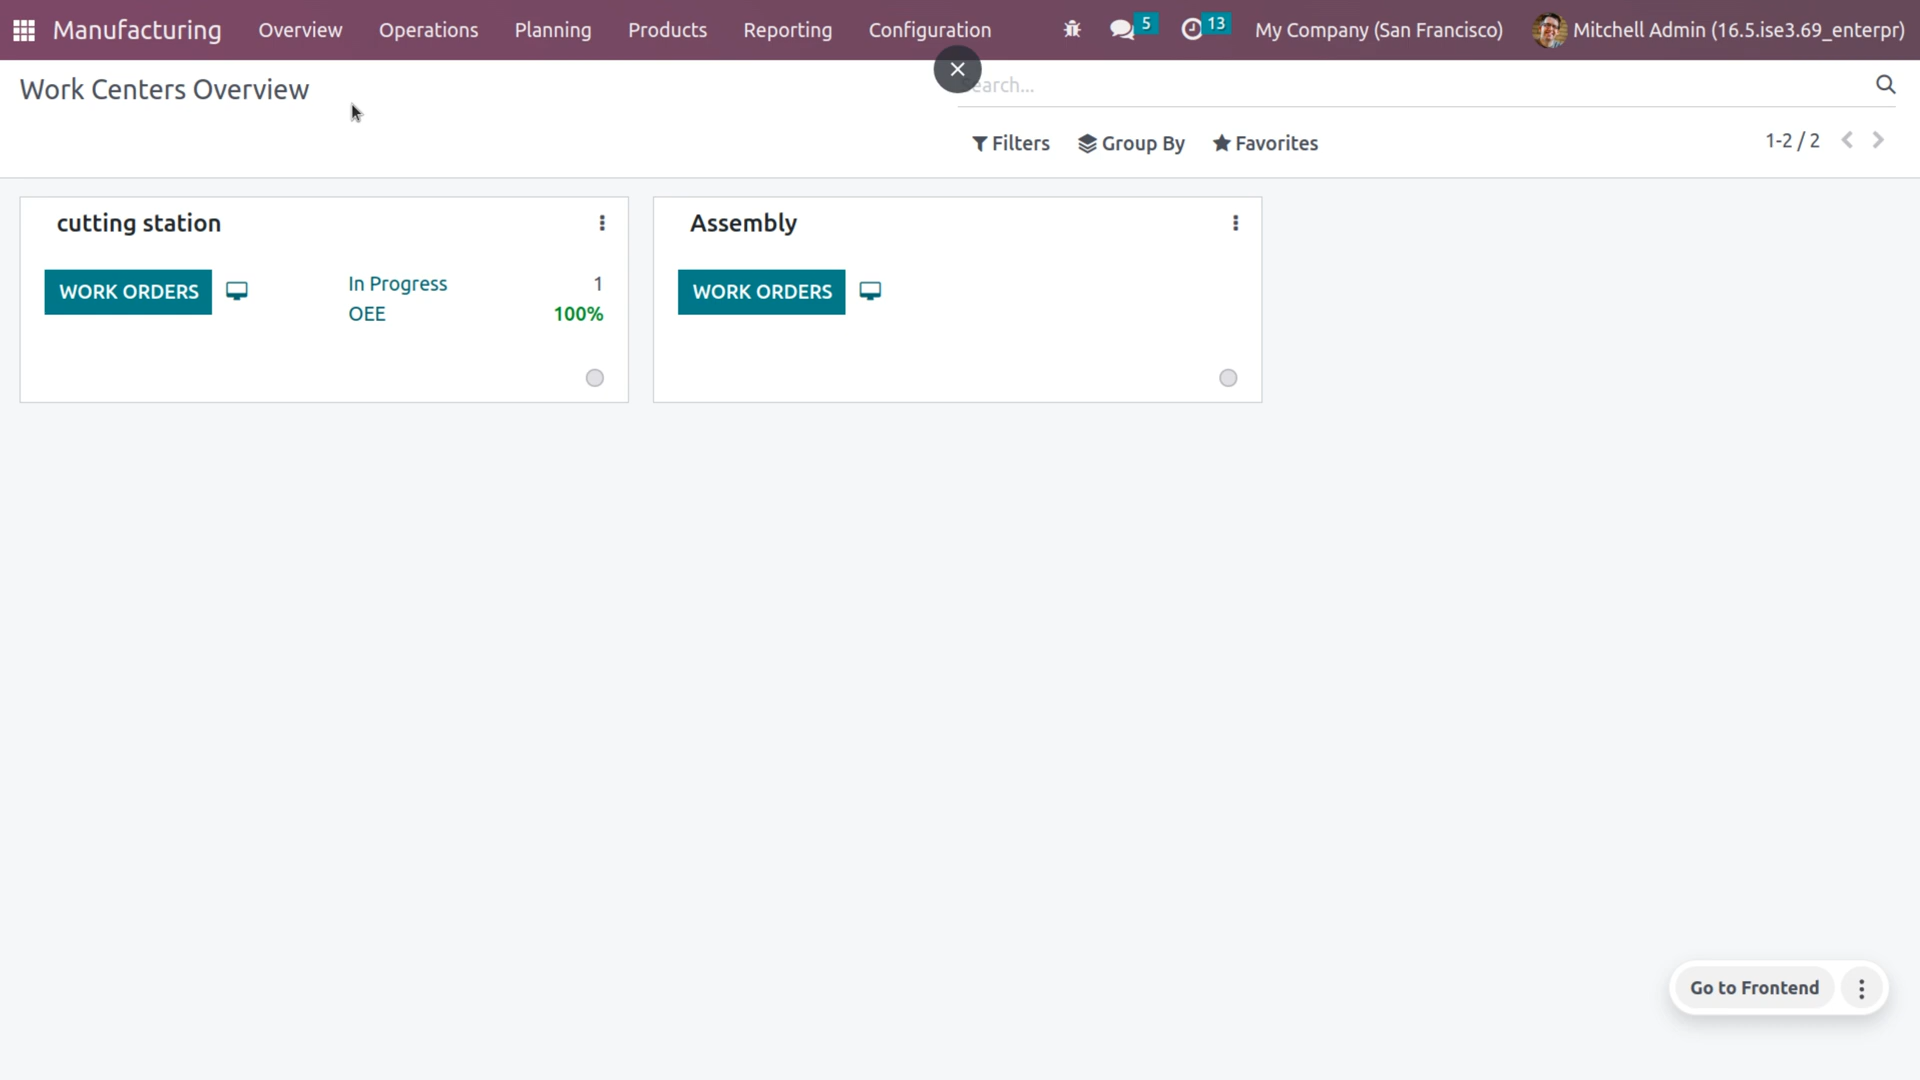 Manufacturing Overview Operations Planning Products Reporting Configuration 5 13 My Company (San Francisco) Mitchell Admin (16.5.ise3.69_enterpr)
Work Centers Overview
earch...
Filters Group By Favorites 1-2 / 2
cutting station
WORK ORDERS
In Progress 1
OEE 100%
Assembly
WORK ORDERS
Go to Frontend